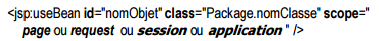 <jsp:useBean id="nomObjet" class="Package.nomClasse" scope="
page ou request ou session ou application " />